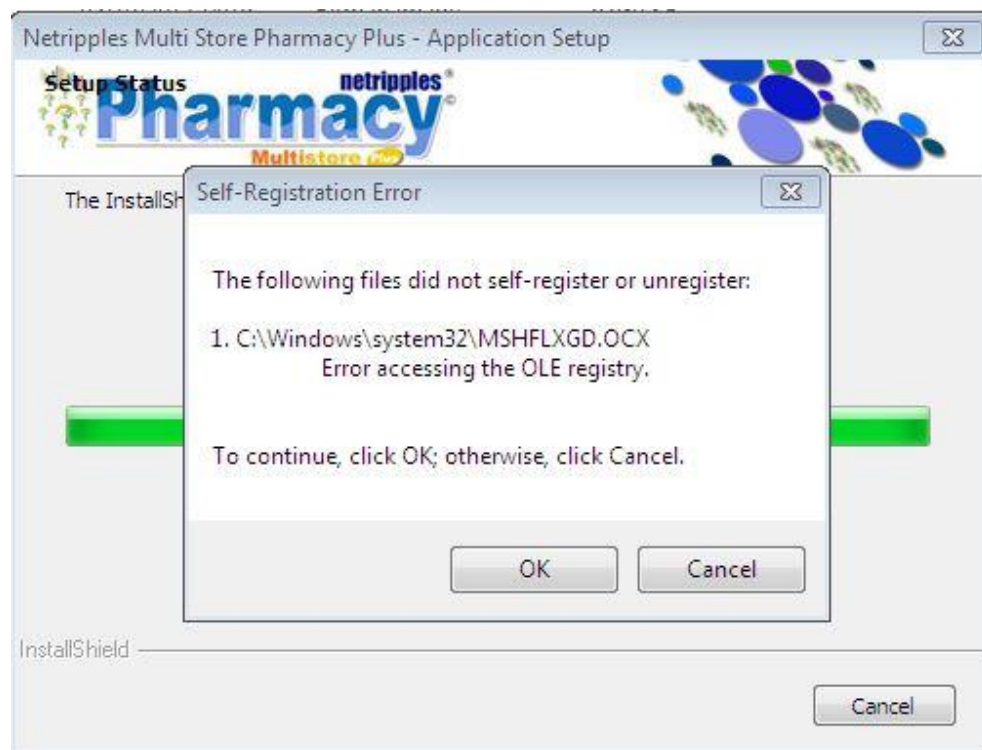 Netripples Multi Store Pharmacy Plus - Application Setup
Setup Status
netripples®
Pharmacy®
Multistore Plus
The InstallSh
Self-Registration Error
The following files did not self-register or unregister:
1. C:\Windows\system32\MSHFLXGD.OCX
Error accessing the OLE registry.
To continue, click OK; otherwise, click Cancel.
OK
Cancel
InstallShield
Cancel